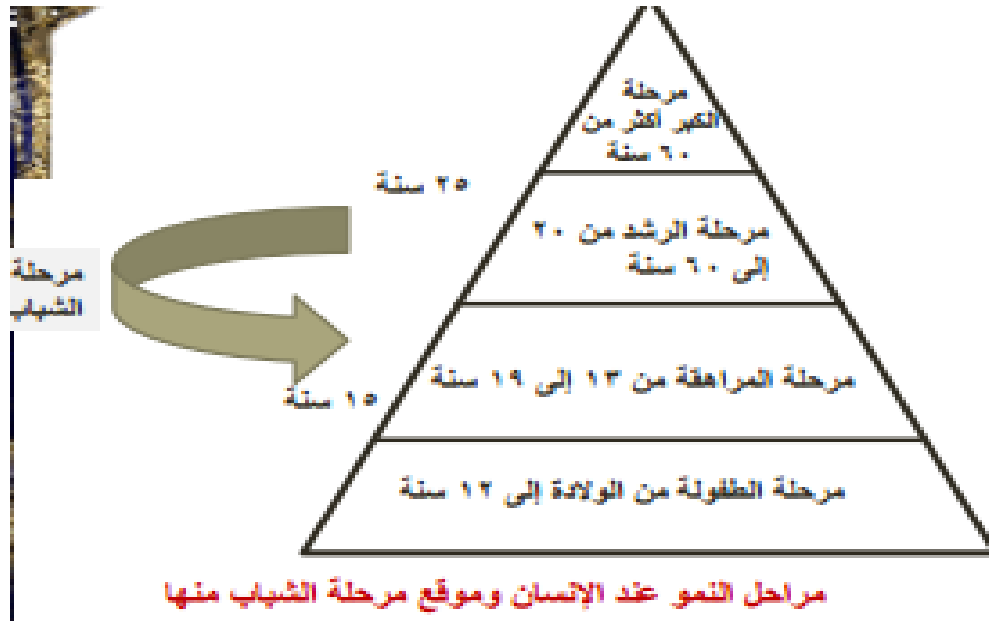 مرحلة
الكبر أكثر من
٦٠ سنة
٢٥ سنة
مرحلة الرشد من ٢٠
إلى ٦٠ سنة
مرحلة
الشباب
مرحلة المراهقة من ١٣ إلى ١٩ سنة
١٥ سنة
مرحلة الطفولة من الولادة إلى ١٢ سنة
مراحل النمو عند الإنسان وموقع مرحلة الشباب منها